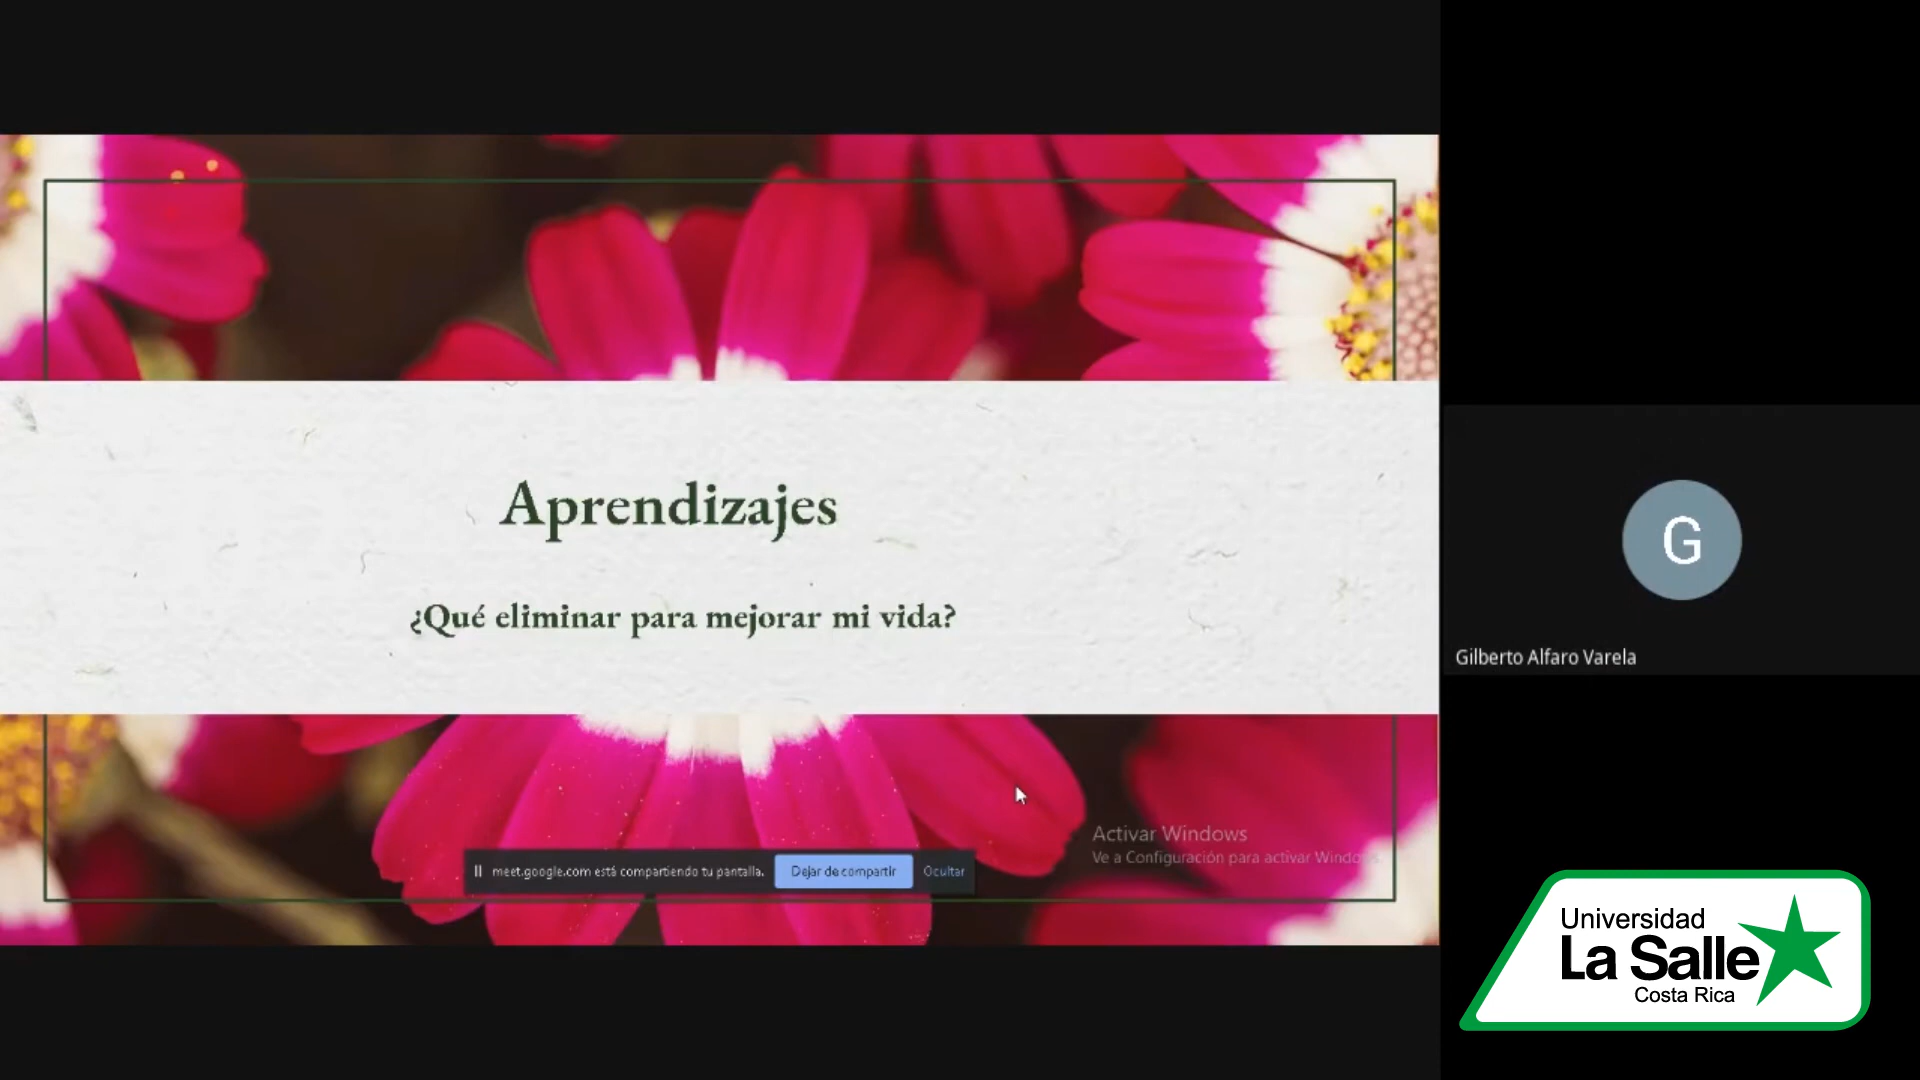 Aprendizajes
¿Qué eliminar para mejorar mi vida?
Activar Windows
Ve a Configuración para activar Windows.
meet.google.com está compartiendo tu pantalla.
Dejar de compartir
Ocultar
G
Gilberto Alfaro Varela
Universidad
La Salle
Costa Rica